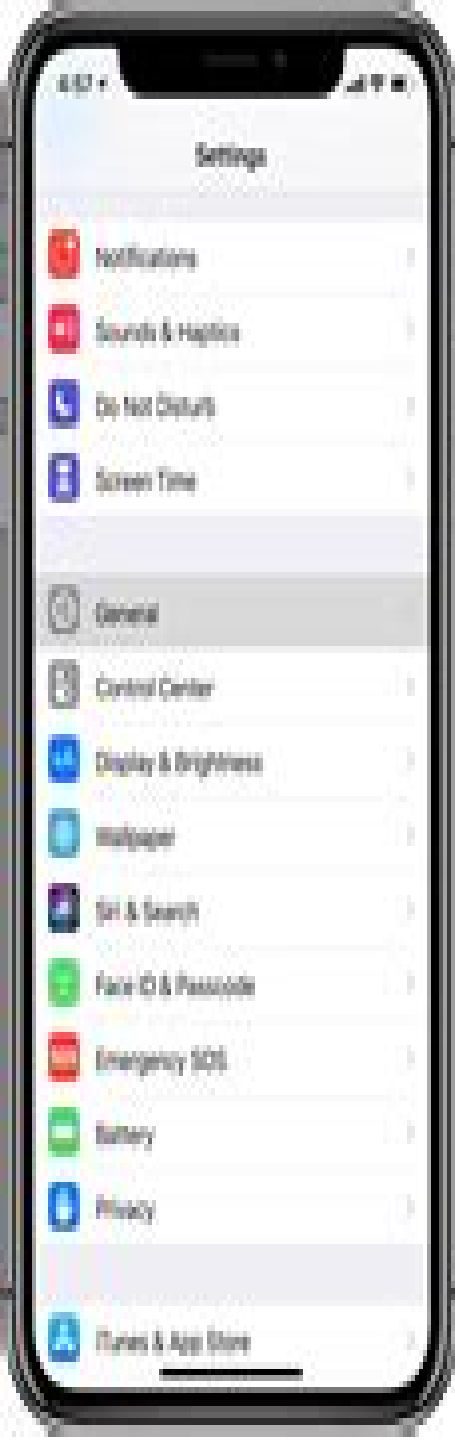 Settings
Notifications
Sounds & Haptics
Do Not Disturb
Screen Time
General
Control Center
Display & Brightness
Wallpaper
Siri & Search
Face ID & Passcode
Emergency SOS
Battery
Privacy
iTunes & App Store